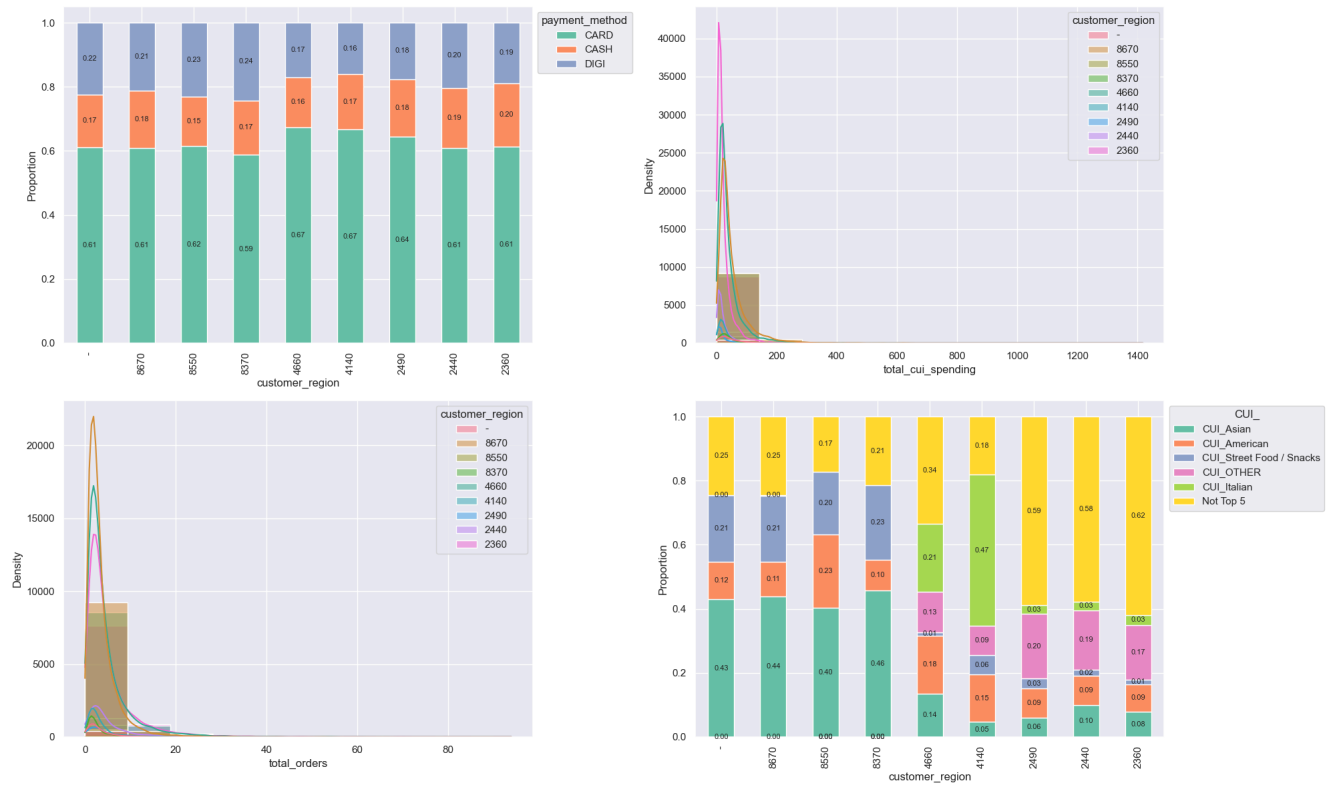 payment_method
CARD
CASH
DIGI
1.0
0.8
0.6
0.4
0.2
0.0
Proportion
0.22 0.21 0.23 0.24 0.17 0.16 0.18 0.20 0.19
0.17 0.18 0.15 0.17 0.16 0.17 0.18 0.19 0.20
0.61 0.61 0.62 0.59 0.67 0.67 0.64 0.61 0.61
- 8670 8550 8370 4660 4140 2490 2440 2360
customer_region
customer_region
-
8670
8550
8370
4660
4140
2490
2440
2360
40000
35000
30000
25000
20000
15000
10000
5000
0
Density
0 200 400 600 800 1000 1200 1400
total_cui_spending
customer_region
-
8670
8550
8370
4660
4140
2490
2440
2360
20000
15000
10000
5000
0
Density
0 20 40 60 80
total_orders
CUI_
CUI_Asian
CUI_American
CUI_Street Food / Snacks
CUI_OTHER
CUI_Italian
Not Top 5
1.0
0.8
0.6
0.4
0.2
0.0
Proportion
0.25 0.25 0.17 0.21 0.34 0.18 0.59 0.58 0.62
0.00 0.00 0.21 0.47 0.03 0.03 0.03
0.13 0.09 0.20 0.19 0.17
0.21 0.21 0.20 0.23 0.01 0.06 0.03 0.02 0.01
0.12 0.11 0.23 0.10 0.18 0.15 0.09 0.09 0.09
0.43 0.44 0.40 0.46 0.14 0.05 0.06 0.10 0.08
0.00 0.00 0.00 0.00
- 8670 8550 8370 4660 4140 2490 2440 2360
customer_region